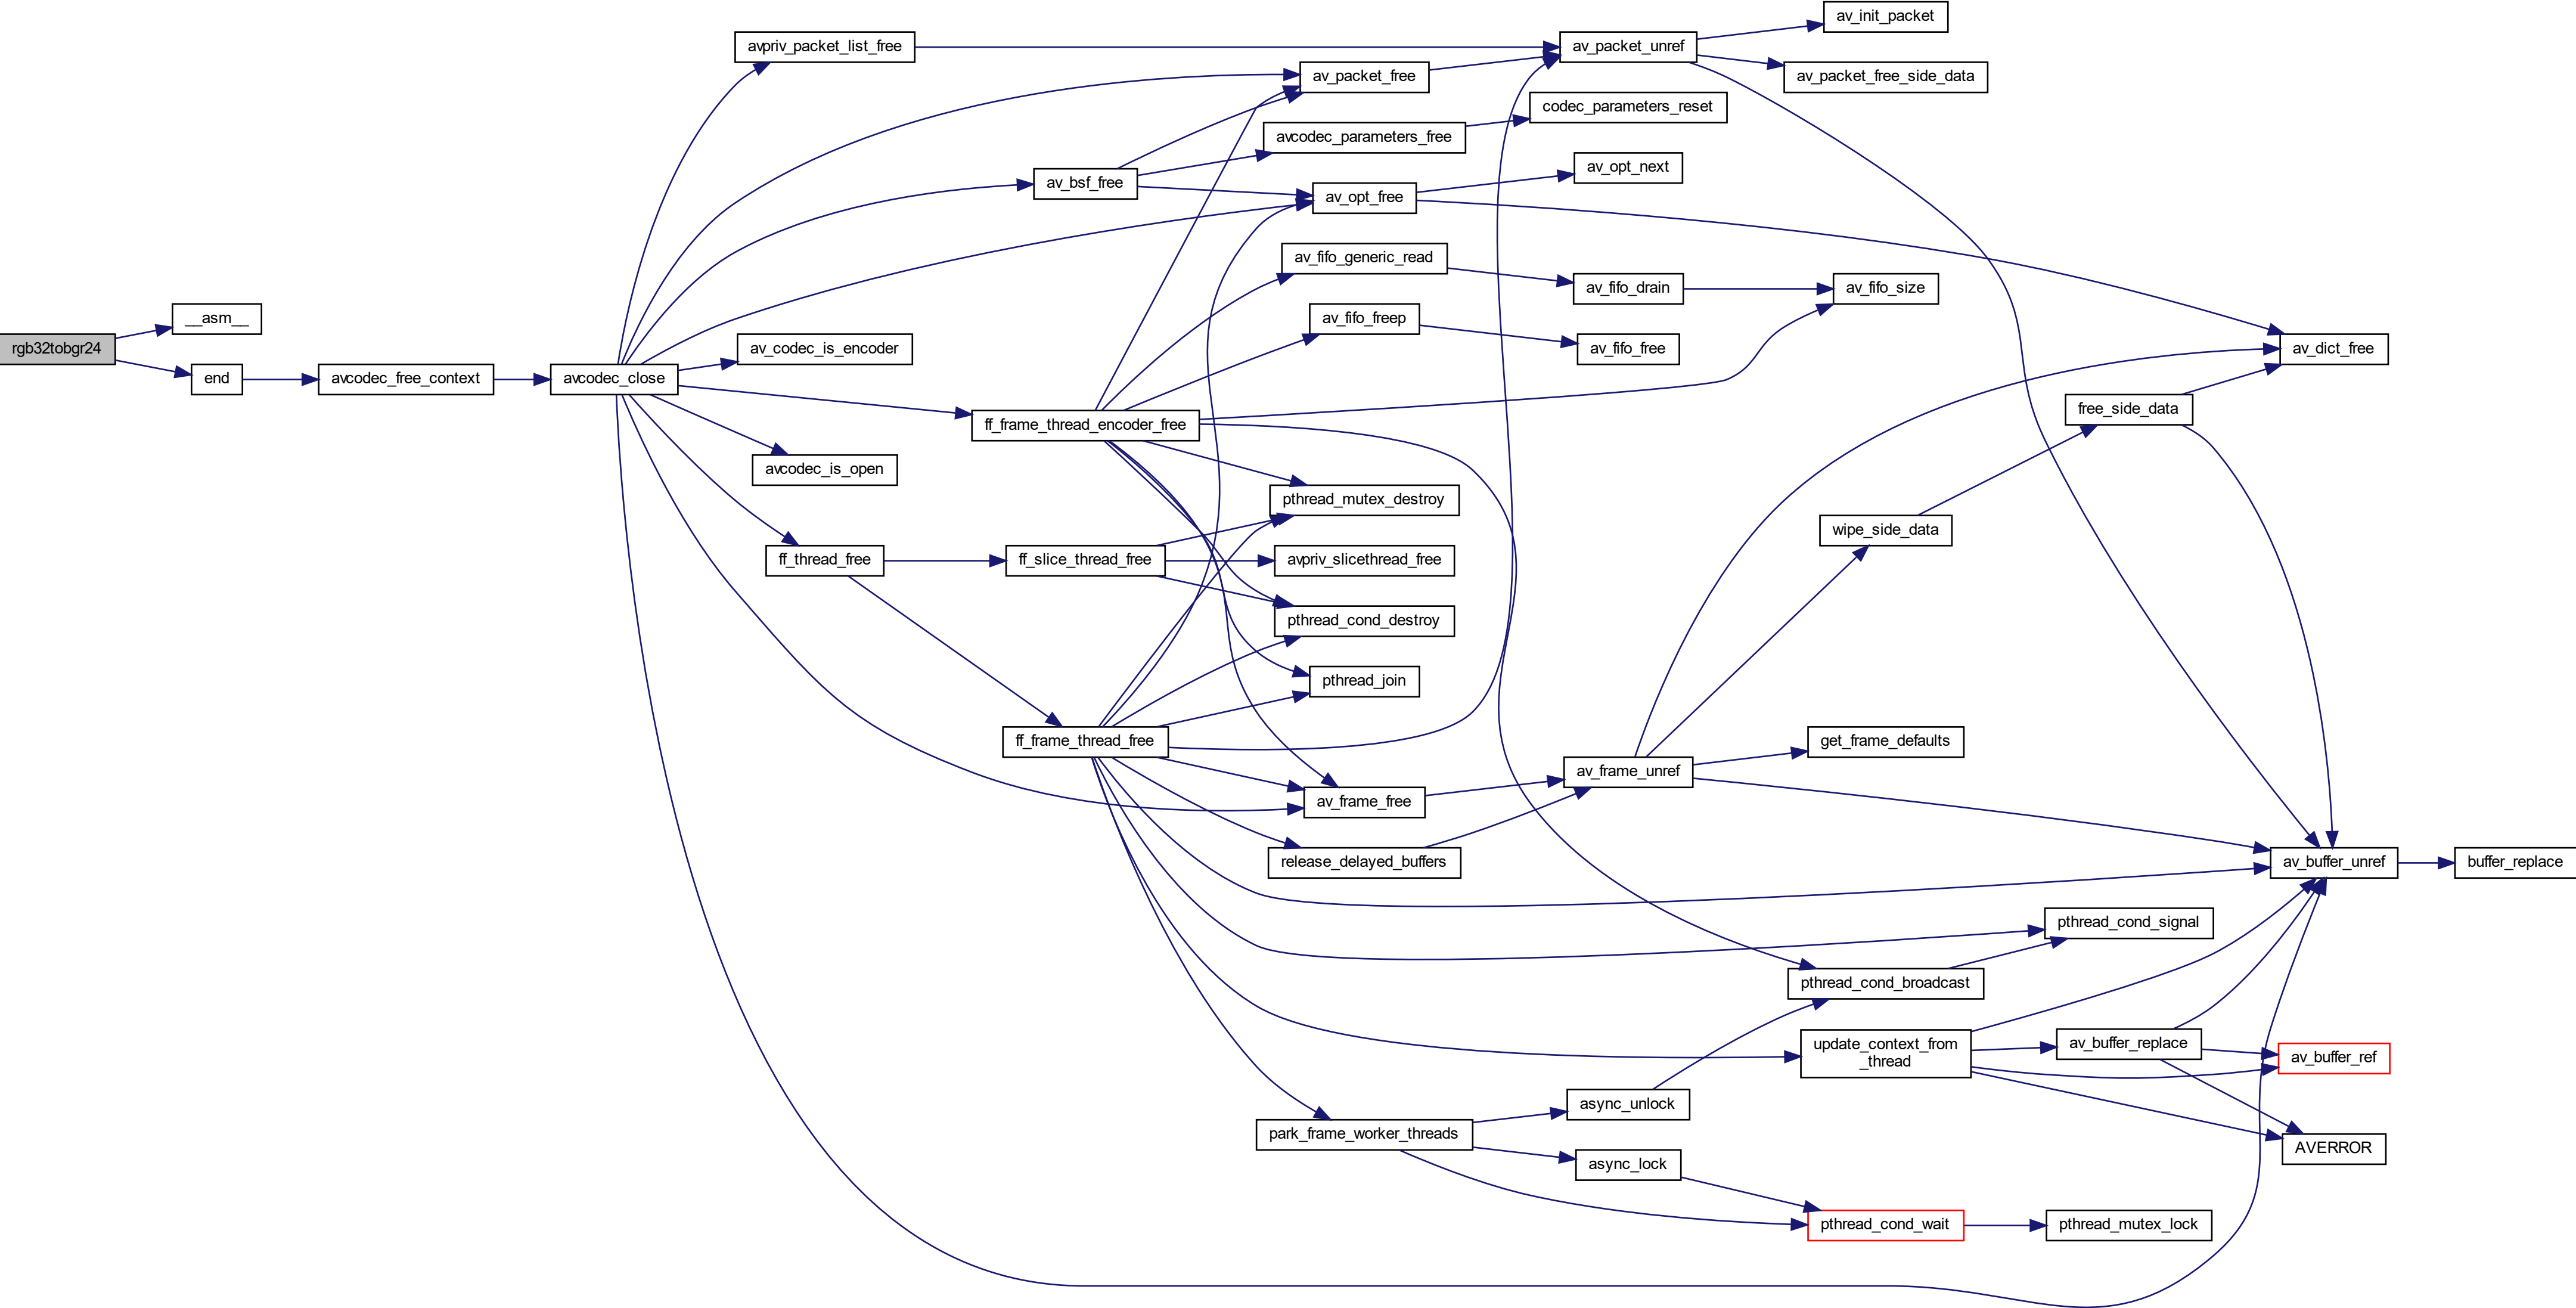 av_init_packet
avpriv_packet_list_free
av_packet_unref
av_packet_free
av_packet_free_side_data
codec_parameters_reset
avcodec_parameters_free
av_opt_next
av_bsf_free
av_opt_free
av_fifo_generic_read
av_fifo_drain
av_fifo_size
__asm__
av_fifo_freep
rgb32tobgr24
av_codec_is_encoder
av_fifo_free
av_dict_free
end
avcodec_free_context
avcodec_close
free_side_data
ff_frame_thread_encoder_free
avcodec_is_open
pthread_mutex_destroy
wipe_side_data
ff_thread_free
ff_slice_thread_free
avpriv_slicethread_free
pthread_cond_destroy
pthread_join
ff_frame_thread_free
get_frame_defaults
av_frame_unref
av_frame_free
release_delayed_buffers
av_buffer_unref
buffer_replace
pthread_cond_signal
pthread_cond_broadcast
update_context_from
_thread
av_buffer_replace
av_buffer_ref
async_unlock
park_frame_worker_threads
AVERROR
async_lock
pthread_cond_wait
pthread_mutex_lock